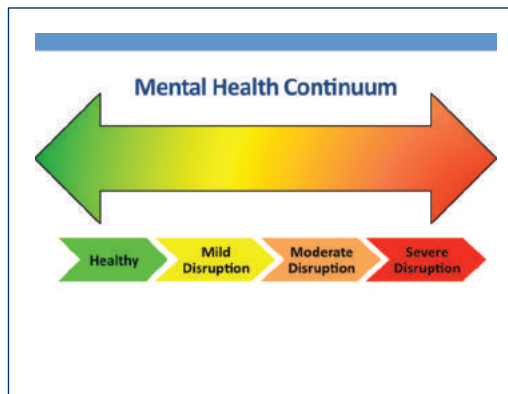 Mental Health Continuum
Healthy
Mild
Disruption
Moderate
Disruption
Severe
Disruption